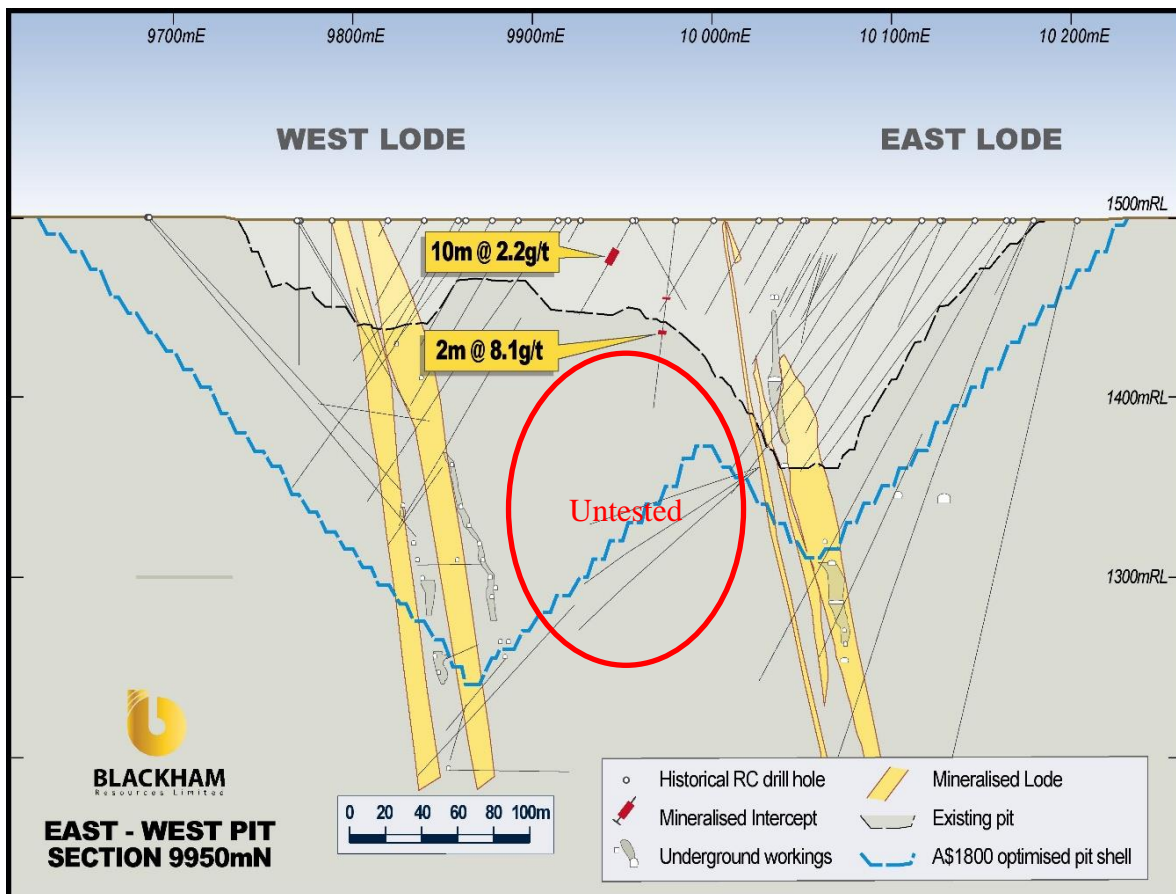 9700mE 9800mE 9900mE 10 000mE 10 100mE 10 200mE
WEST LODE EAST LODE
1500mRL
10m @ 2.2g/t
2m @ 8.1g/t
1400mRL
Untested
1300mRL
BLACKHAM
Resources Limited
EAST - WEST PIT
SECTION 9950mN
0 20 40 60 80 100m
Historical RC drill hole
Mineralised Intercept
Underground workings
Mineralised Lode
Existing pit
A$1800 optimised pit shell